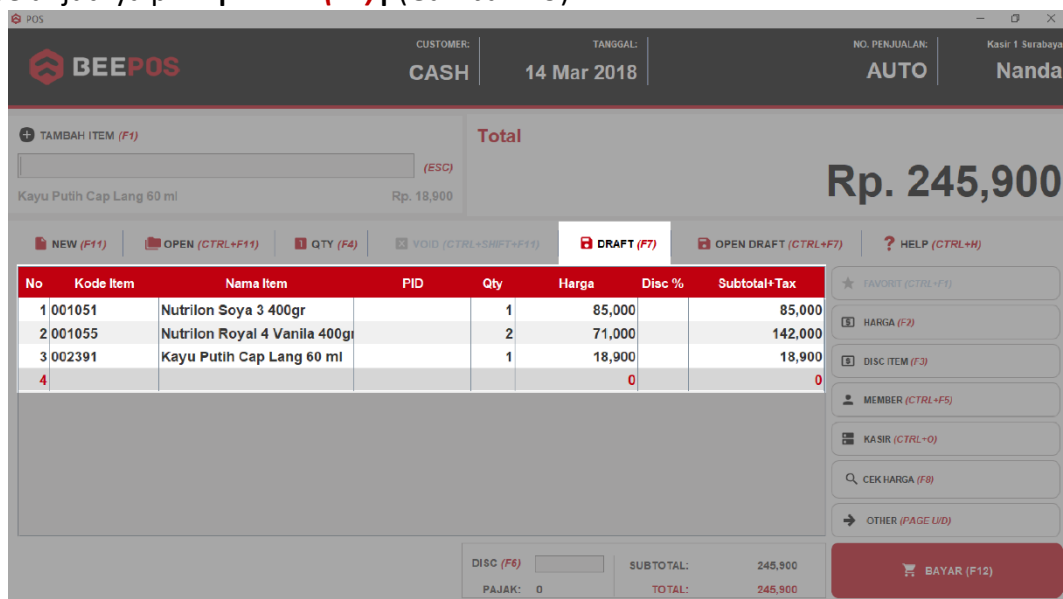 POS
BEEPOS
CUSTOMER:
CASH
TANGGAL:
14 Mar 2018
NO. PENJUALAN:
AUTO
Kasir 1 Surabaya
Nanda
TAMBAH ITEM (F1)
(ESC)
Kayu Putih Cap Lang 60 ml Rp. 18,900
Total
Rp. 245,900
NEW (F11) OPEN (CTRL+F11) QTY (F4) VOID (CTRL+SHIFT+F11) DRAFT (F7) OPEN DRAFT (CTRL+F7) HELP (CTRL+H)
No Kode Item Nama Item PID Qty Harga Disc % Subtotal+Tax
1 001051 Nutrilon Soya 3 400gr 1 85,000 85,000
2 001055 Nutrilon Royal 4 Vanila 400gr 2 71,000 142,000
3 002391 Kayu Putih Cap Lang 60 ml 1 18,900 18,900
4 0 0
FAVORIT (CTRL+F1)
HARGA (F2)
DISC ITEM (F3)
MEMBER (CTRL+F5)
KASIR (CTRL+O)
CEK HARGA (F8)
OTHER (PAGE U/D)
DISC (F6) SUBTOTAL: 245,900
PAJAK: 0 TOTAL: 245,900
BAYAR (F12)